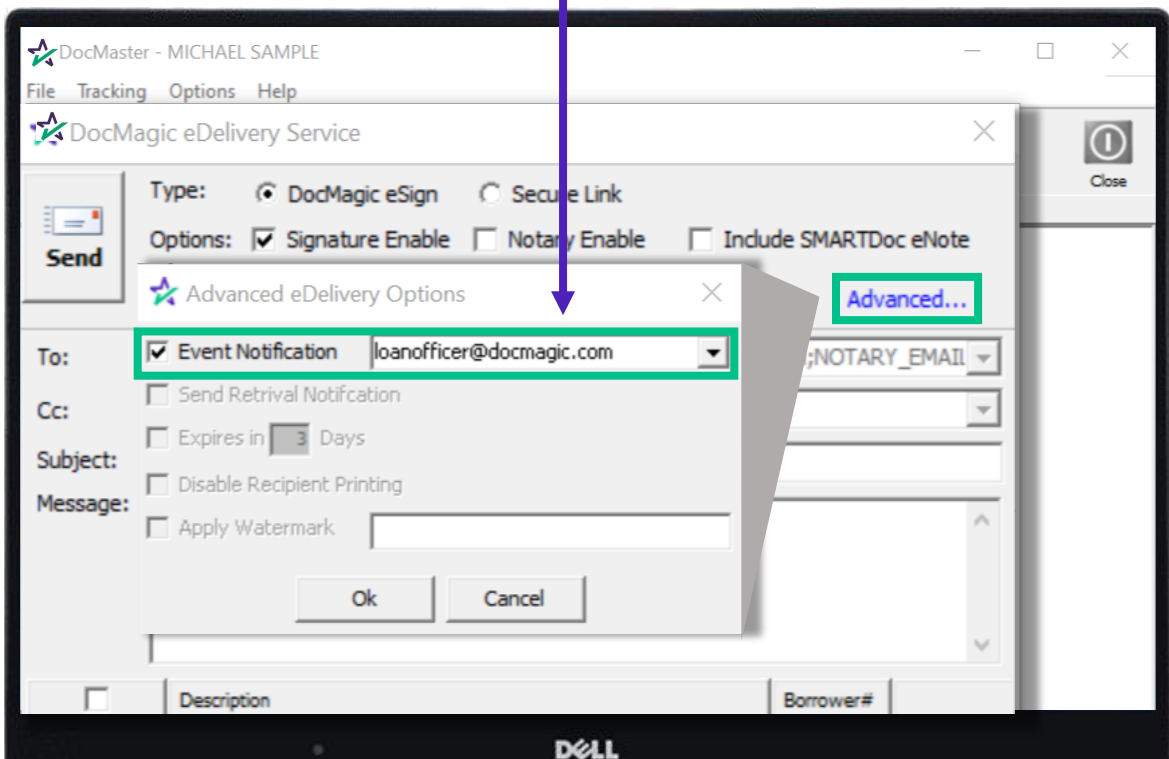 DocMaster - MICHAEL SAMPLE
File Tracking Options Help
DocMagic eDelivery Service
Close
Type: DocMagic eSign Secure Link
Send
Options: Signature Enable Notary Enable Include SMARTDoc eNote
Advanced eDelivery Options
Advanced...
To:
Event Notification loanofficer@docmagic.com
;NOTARY_EMAIL
Send Retrival Notifcation
Cc:
Expires in 3 Days
Subject:
Disable Recipient Printing
Message:
Apply Watermark
Ok Cancel
Description Borrower#
DELL